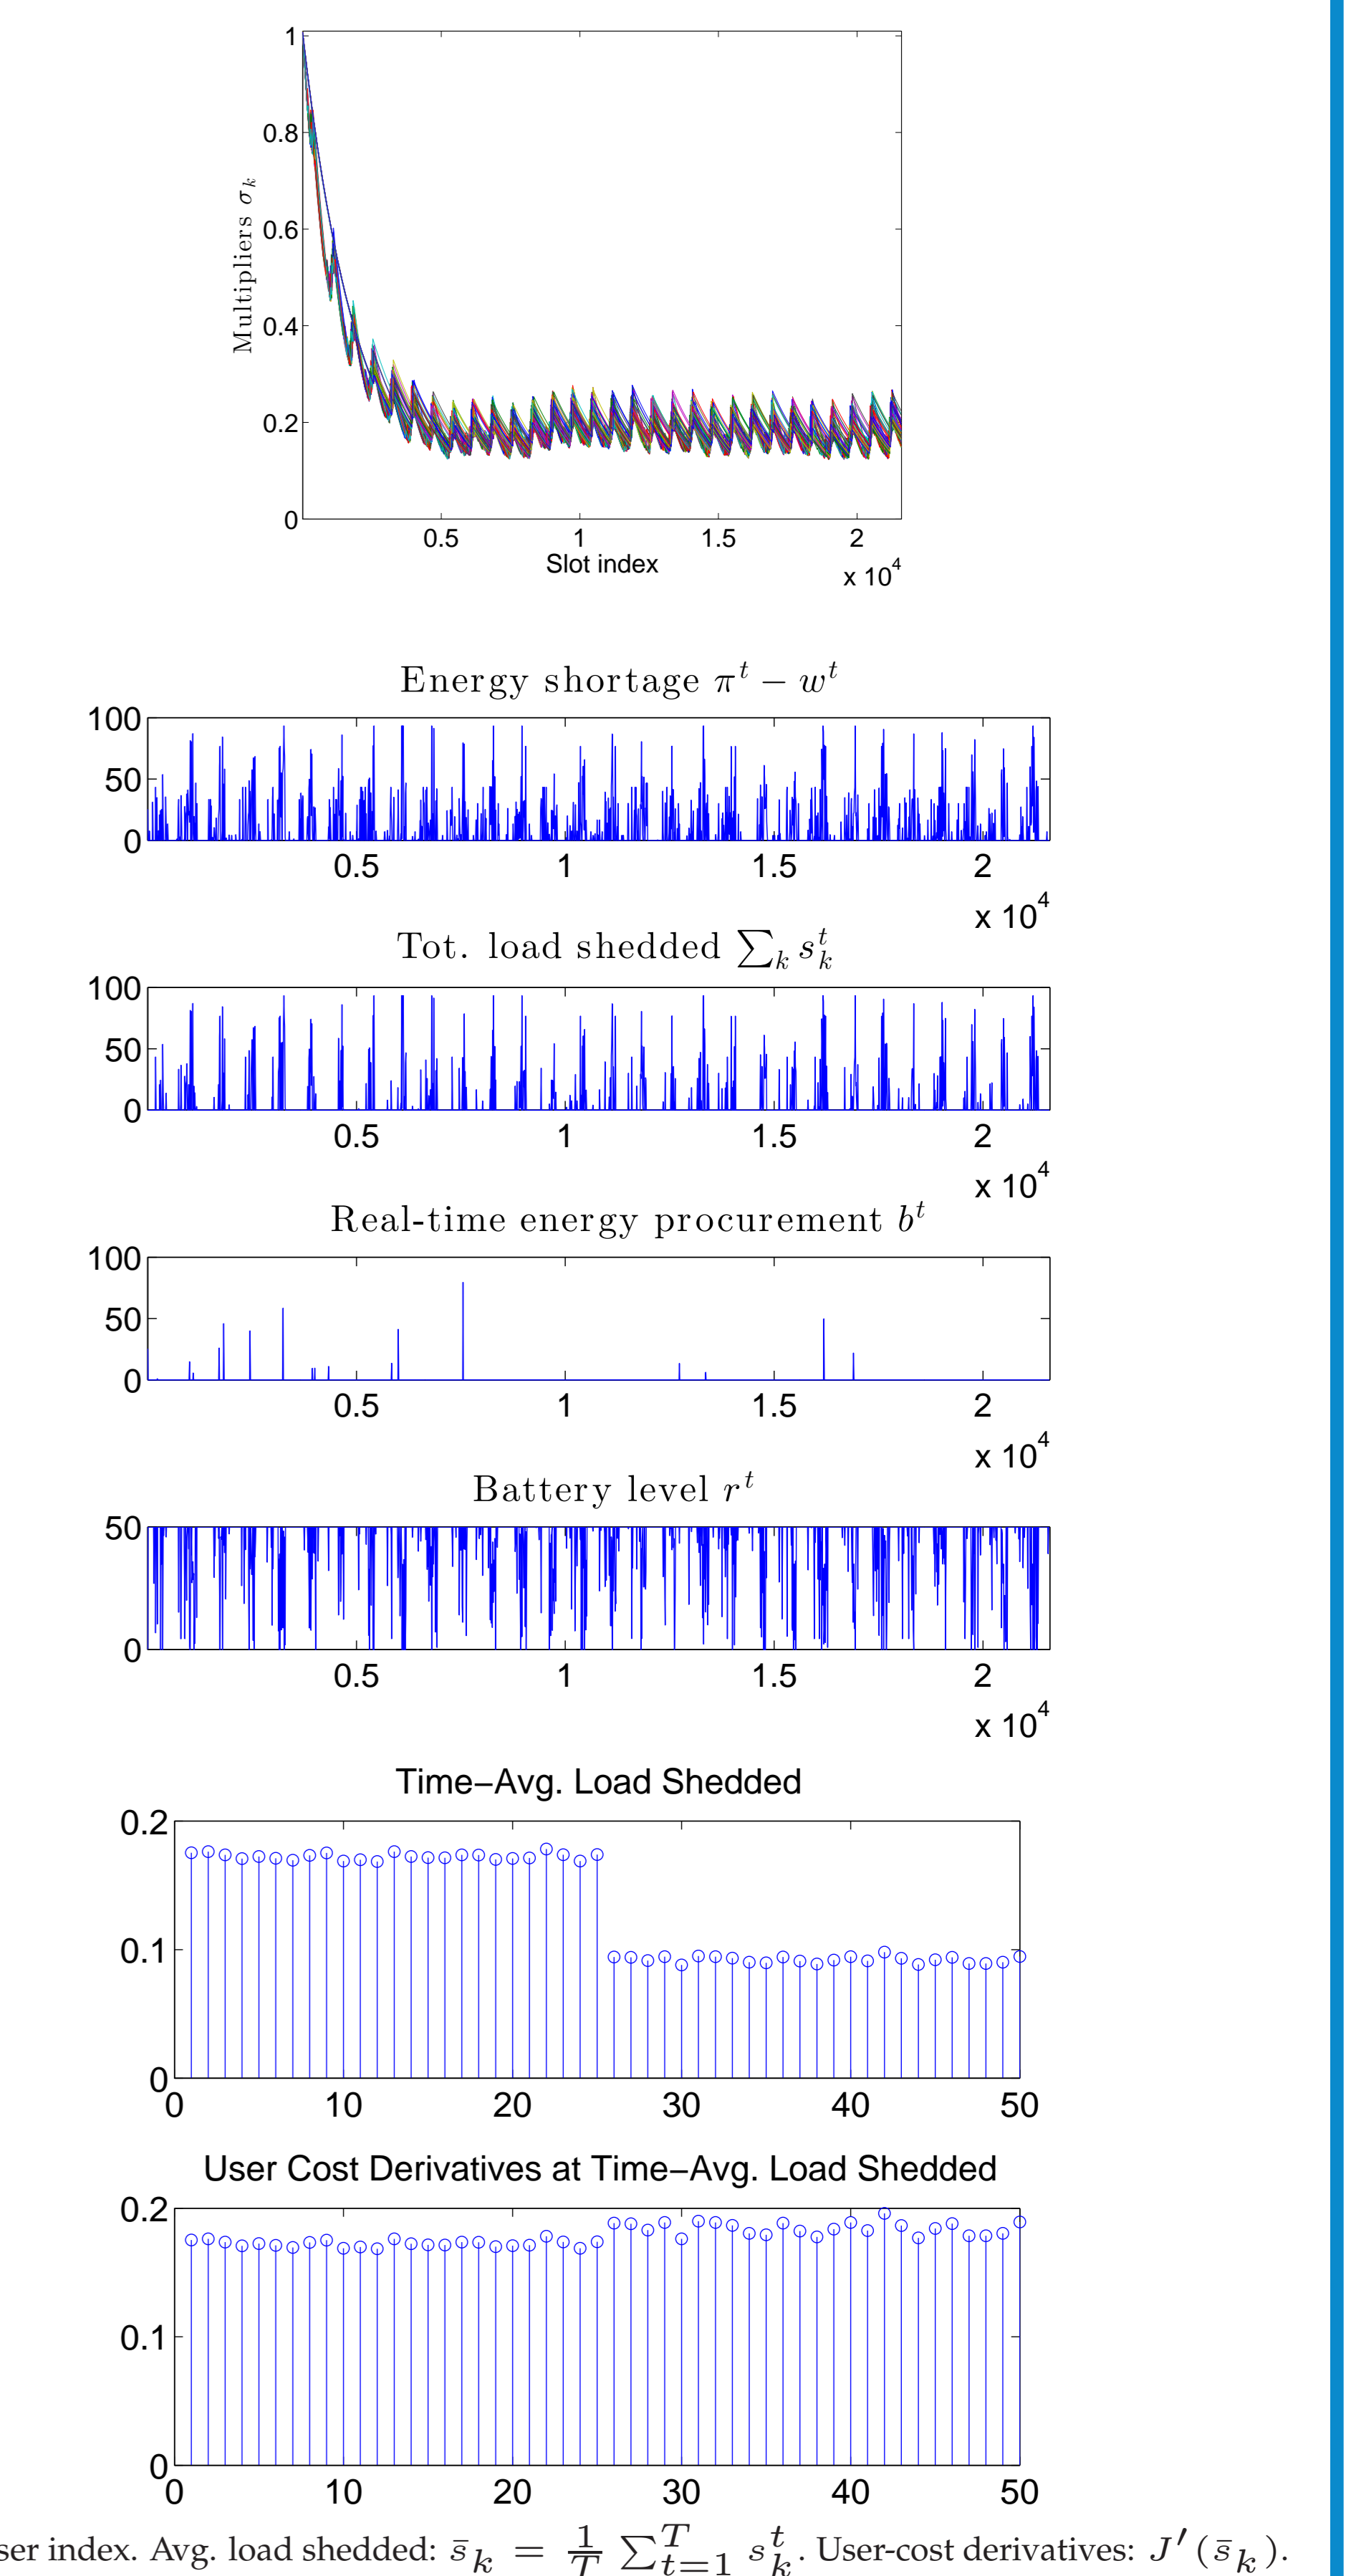 1
0.8
0.6
0.4
0.2
0
Multipliers σ_k
0.5 1 1.5 2
Slot index
x 10^4
Energy shortage π^t − w^t
100
50
0
0.5 1 1.5 2
x 10^4
Tot. load shedded ∑_k s_k^t
100
50
0
0.5 1 1.5 2
x 10^4
Real-time energy procurement b^t
100
50
0
0.5 1 1.5 2
x 10^4
Battery level r^t
50
0
0.5 1 1.5 2
x 10^4
Time−Avg. Load Shedded
0.2
0.1
0
0 10 20 30 40 50
User Cost Derivatives at Time−Avg. Load Shedded
0.2
0.1
0
0 10 20 30 40 50
ser index. Avg. load shedded: s̄_k = 1/T ∑_{t=1}^T s_k^t. User-cost derivatives: J′(s̄_k).